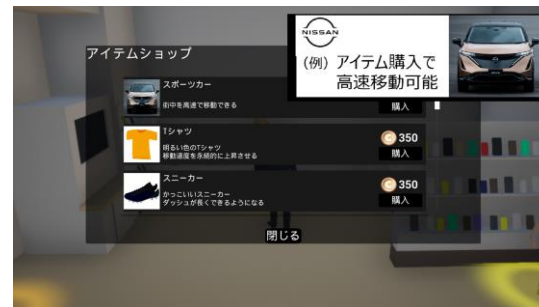 アイテムショップ
NISSAN
(例) アイテム購入で
高速移動可能
スポーツカー
街中を高速で移動できる
購入
Tシャツ
明るい色のTシャツ
移動速度を永続的に上昇させる
C 350
購入
スニーカー
かっこいいスニーカー
ダッシュが長くできるようになる
C 350
購入
閉じる